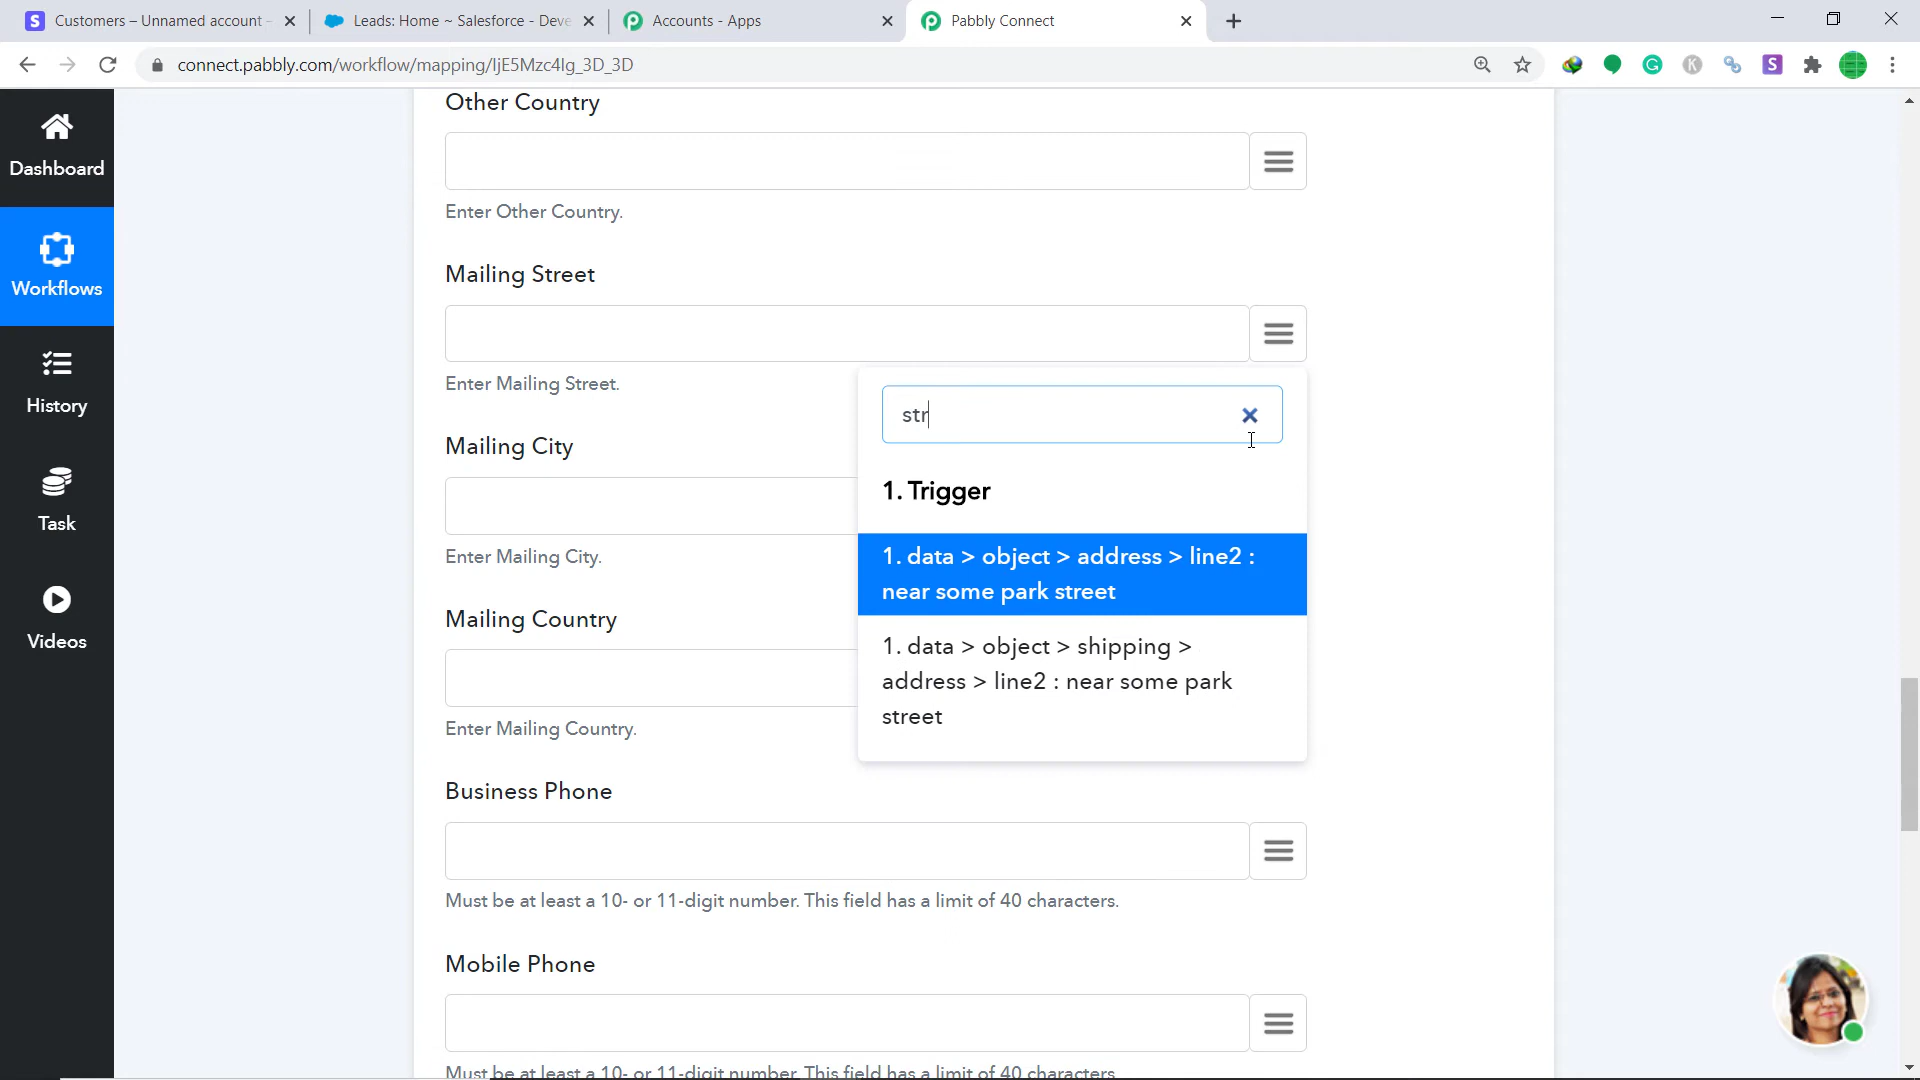 Customers – Unnamed account -
Leads: Home ~ Salesforce - Deve
Accounts - Apps
Pabbly Connect
connect.pabbly.com/workflow/mapping/IjE5Mzc4Ig_3D_3D
Dashboard
Workflows
History
Task
Videos
Other Country
Enter Other Country.
Mailing Street
Enter Mailing Street.
str
1. Trigger
1. data > object > address > line2 :
near some park street
1. data > object > shipping >
address > line2 : near some park
street
Mailing City
Enter Mailing City.
Mailing Country
Enter Mailing Country.
Business Phone
Must be at least a 10- or 11-digit number. This field has a limit of 40 characters.
Mobile Phone
Must be at least a 10- or 11-digit number. This field has a limit of 40 characters.